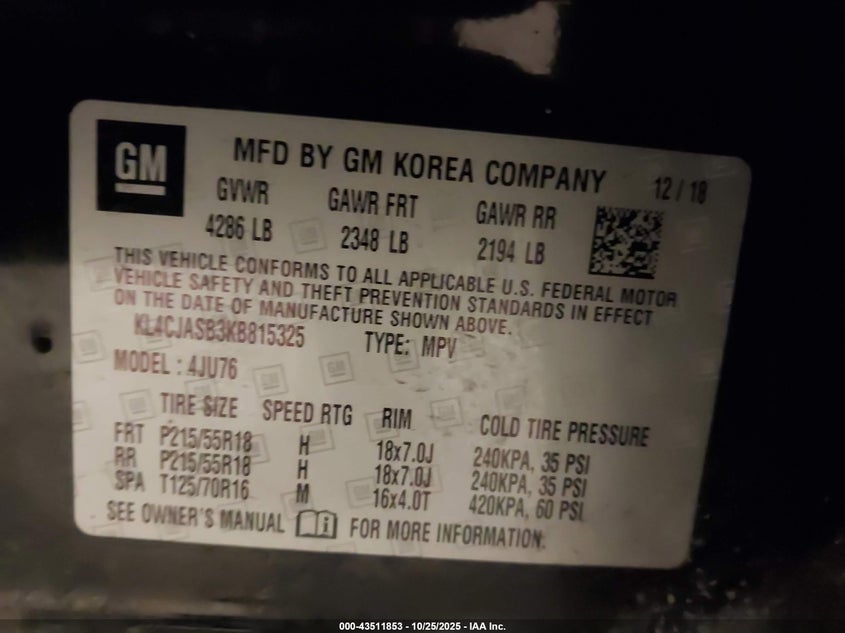 GM
MFD BY GM KOREA COMPANY 12 / 18
GVWR GAWR FRT GAWR RR
4286 LB 2348 LB 2194 LB
THIS VEHICLE CONFORMS TO ALL APPLICABLE U.S. FEDERAL MOTOR
VEHICLE SAFETY AND THEFT PREVENTION STANDARDS IN EFFECT
ON THE DATE OF MANUFACTURE SHOWN ABOVE.
KL4CJASB3KB815325 TYPE: MPV
MODEL : 4JU76
TIRE SIZE SPEED RTG RIM COLD TIRE PRESSURE
FRT P215/55R18 H 18x7.0J 240KPA, 35 PSI
RR P215/55R18 H 18x7.0J 240KPA, 35 PSI
SPA T125/70R16 M 16x4.0T 420KPA, 60 PSI
SEE OWNER'S MANUAL i FOR MORE INFORMATION.
000-43511853 - 10/25/2025 - IAA Inc.